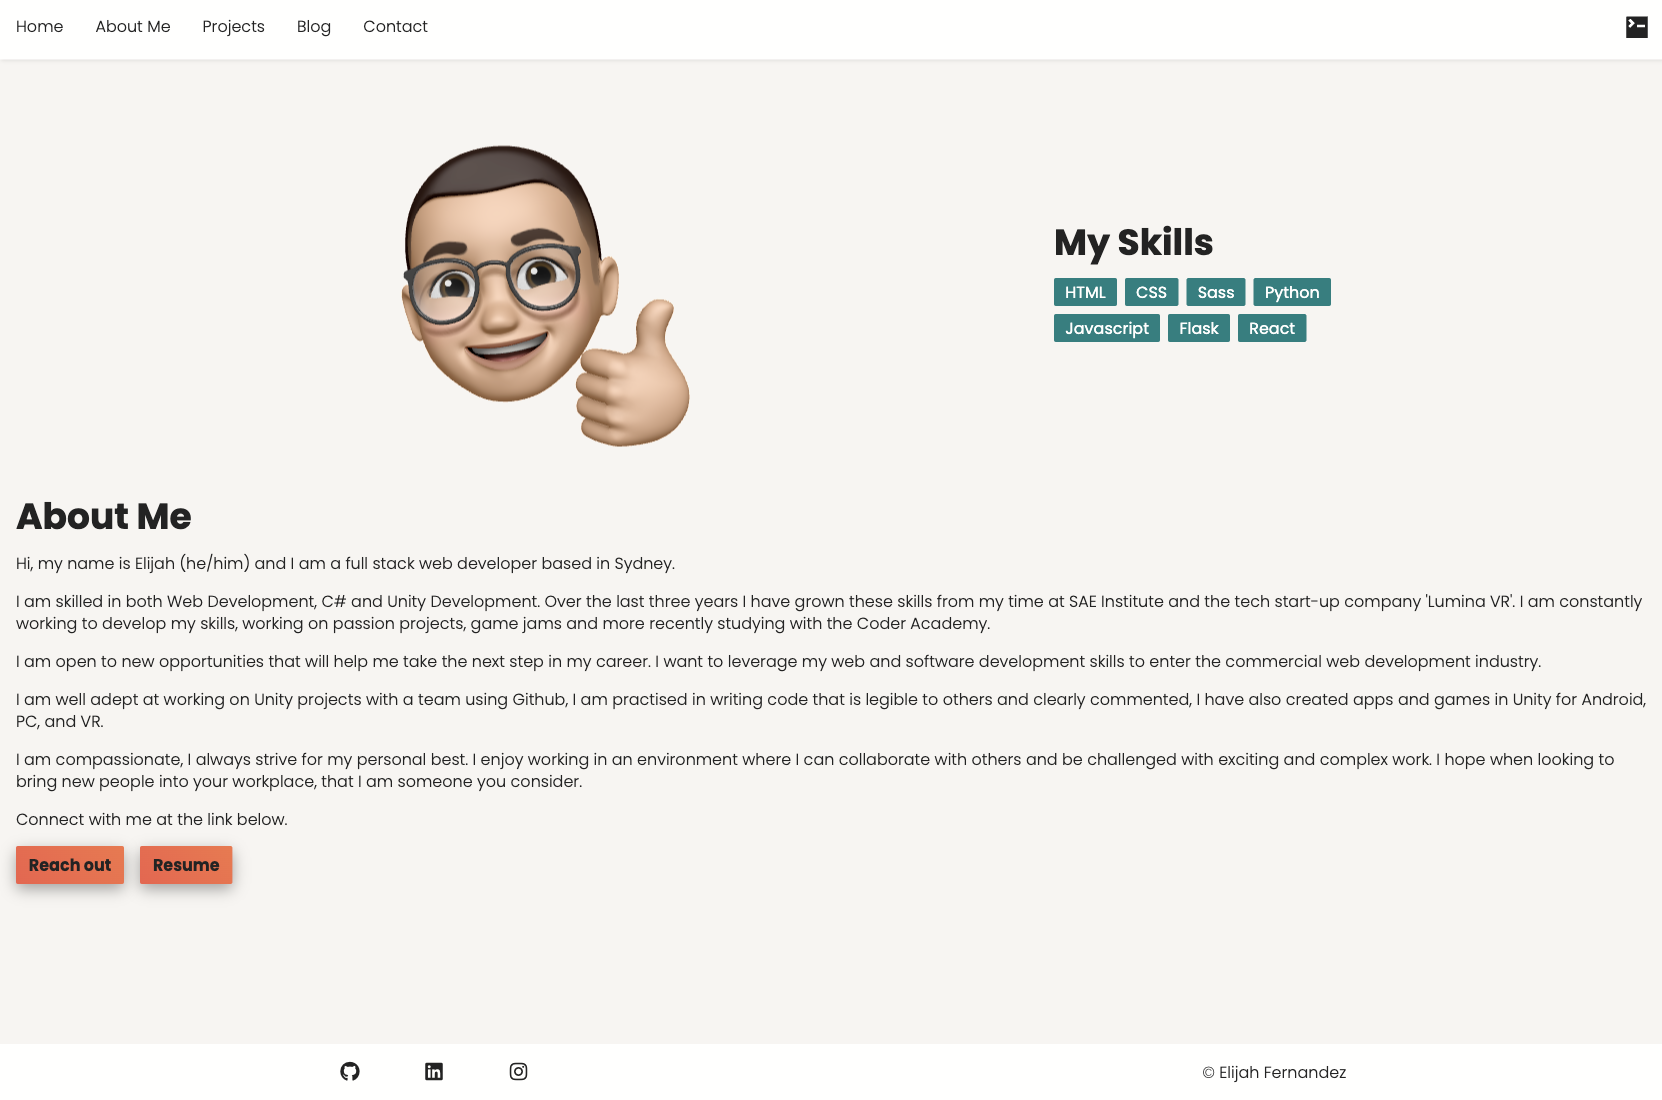 Home About Me Projects Blog Contact
My Skills
HTML CSS Sass Python
Javascript Flask React
About Me
Hi, my name is Elijah (he/him) and I am a full stack web developer based in Sydney.
I am skilled in both Web Development, C# and Unity Development. Over the last three years I have grown these skills from my time at SAE Institute and the tech start-up company 'Lumina VR'. I am constantly
working to develop my skills, working on passion projects, game jams and more recently studying with the Coder Academy.
I am open to new opportunities that will help me take the next step in my career. I want to leverage my web and software development skills to enter the commercial web development industry.
I am well adept at working on Unity projects with a team using Github, I am practised in writing code that is legible to others and clearly commented, I have also created apps and games in Unity for Android,
PC, and VR.
I am compassionate, I always strive for my personal best. I enjoy working in an environment where I can collaborate with others and be challenged with exciting and complex work. I hope when looking to
bring new people into your workplace, that I am someone you consider.
Connect with me at the link below.
Reach out Resume
© Elijah Fernandez